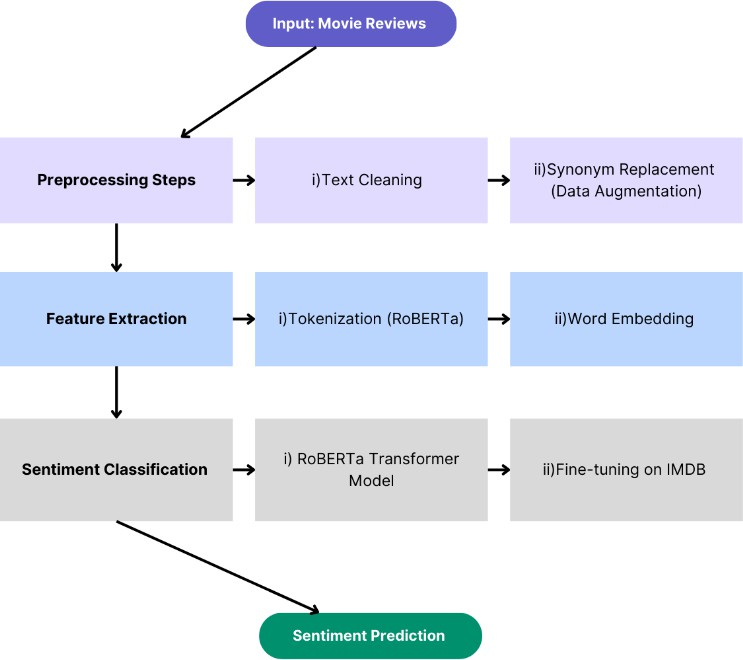 Input: Movie Reviews
Preprocessing Steps
i)Text Cleaning
ii)Synonym Replacement
(Data Augmentation)
Feature Extraction
i)Tokenization (RoBERTa)
ii)Word Embedding
Sentiment Classification
i) RoBERTa Transformer
Model
ii)Fine-tuning on IMDB
Sentiment Prediction